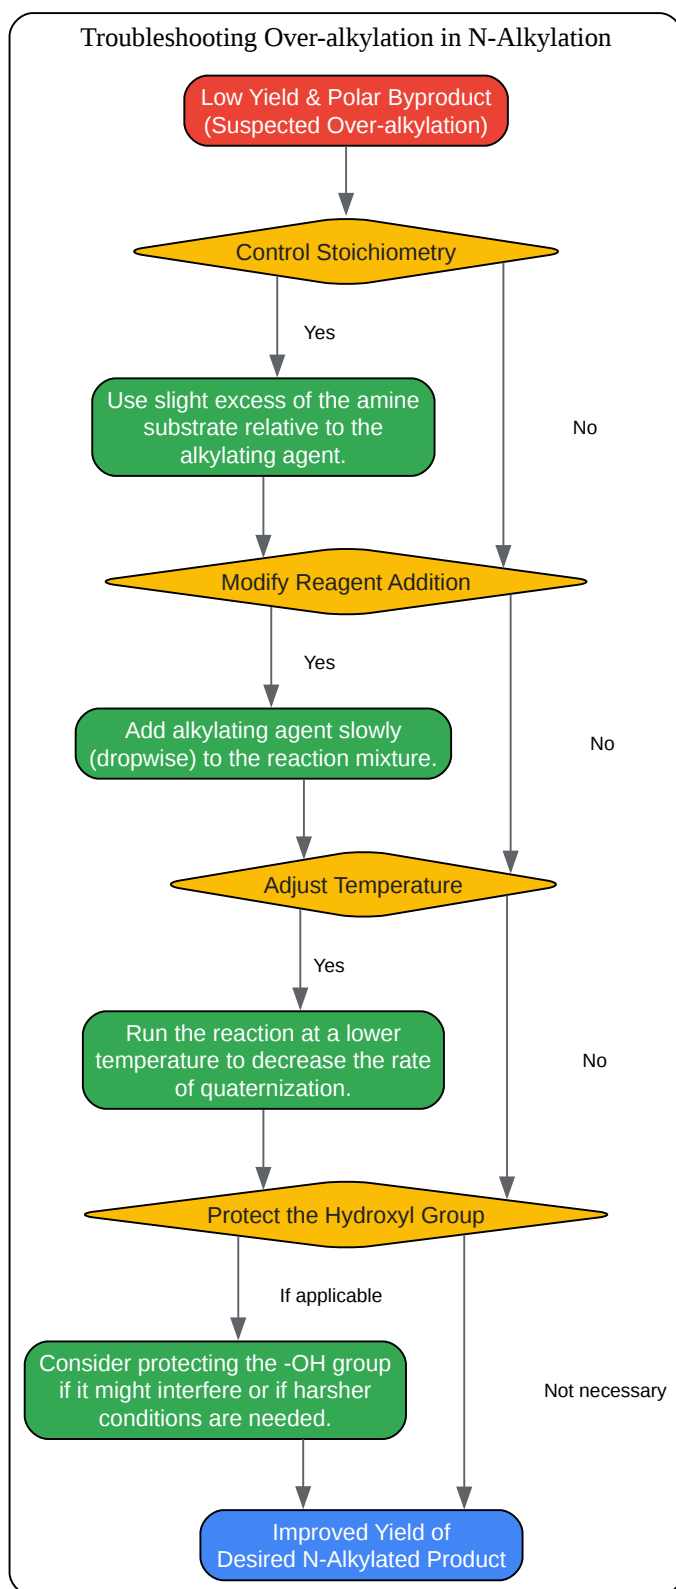 Troubleshooting Over-alkylation in N-Alkylation
Low Yield & Polar Byproduct
(Suspected Over-alkylation)
Control Stoichiometry
Yes
Use slight excess of the amine
substrate relative to the
alkylating agent.
No
Modify Reagent Addition
Yes
Add alkylating agent slowly
(dropwise) to the reaction mixture.
No
Adjust Temperature
Yes
Run the reaction at a lower
temperature to decrease the rate
of quaternization.
No
Protect the Hydroxyl Group
If applicable
Consider protecting the -OH group
if it might interfere or if harsher
conditions are needed.
Not necessary
Improved Yield of
Desired N-Alkylated Product